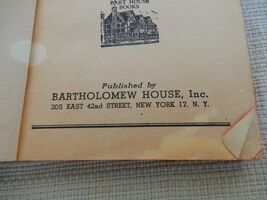 BART HOUSE
BOOKS
Published by
BARTHOLOMEW HOUSE, Inc.
205 EAST 42nd STREET, NEW YORK 17, N. Y.